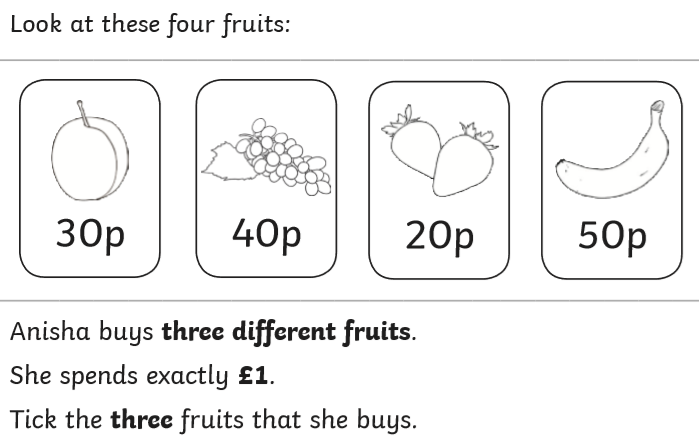 Look at these four fruits:
30p 40p 20p 50p
Anisha buys three different fruits.
She spends exactly £1.
Tick the three fruits that she buys.